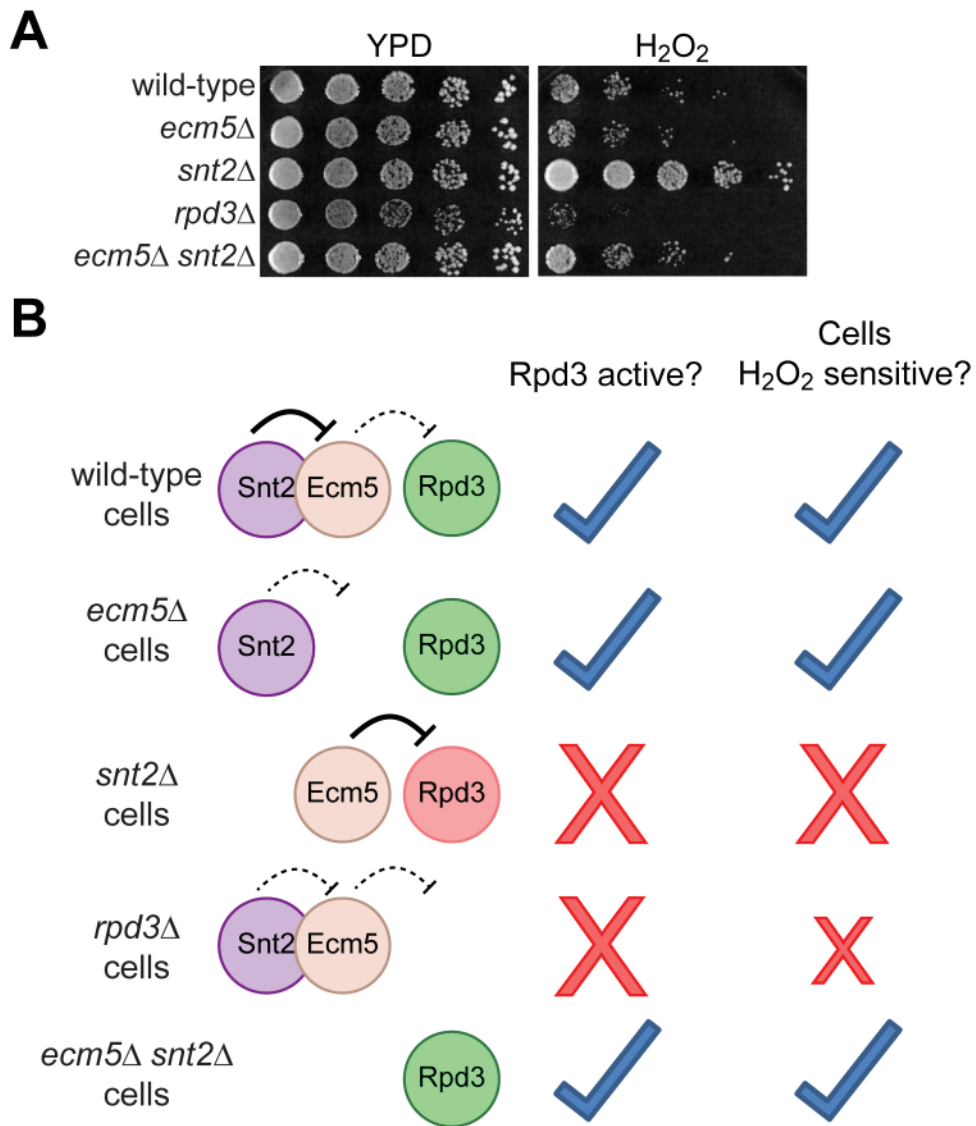 A
YPD
H₂O₂
wild-type
ecm5Δ
snt2Δ
rpd3Δ
ecm5Δ snt2Δ
B
Rpd3 active?
Cells
H₂O₂ sensitive?
wild-type
cells
Snt2 Ecm5 Rpd3
ecm5Δ
cells
Snt2 Rpd3
snt2Δ
cells
Ecm5 Rpd3
rpd3Δ
cells
Snt2 Ecm5
ecm5Δ snt2Δ
cells
Rpd3